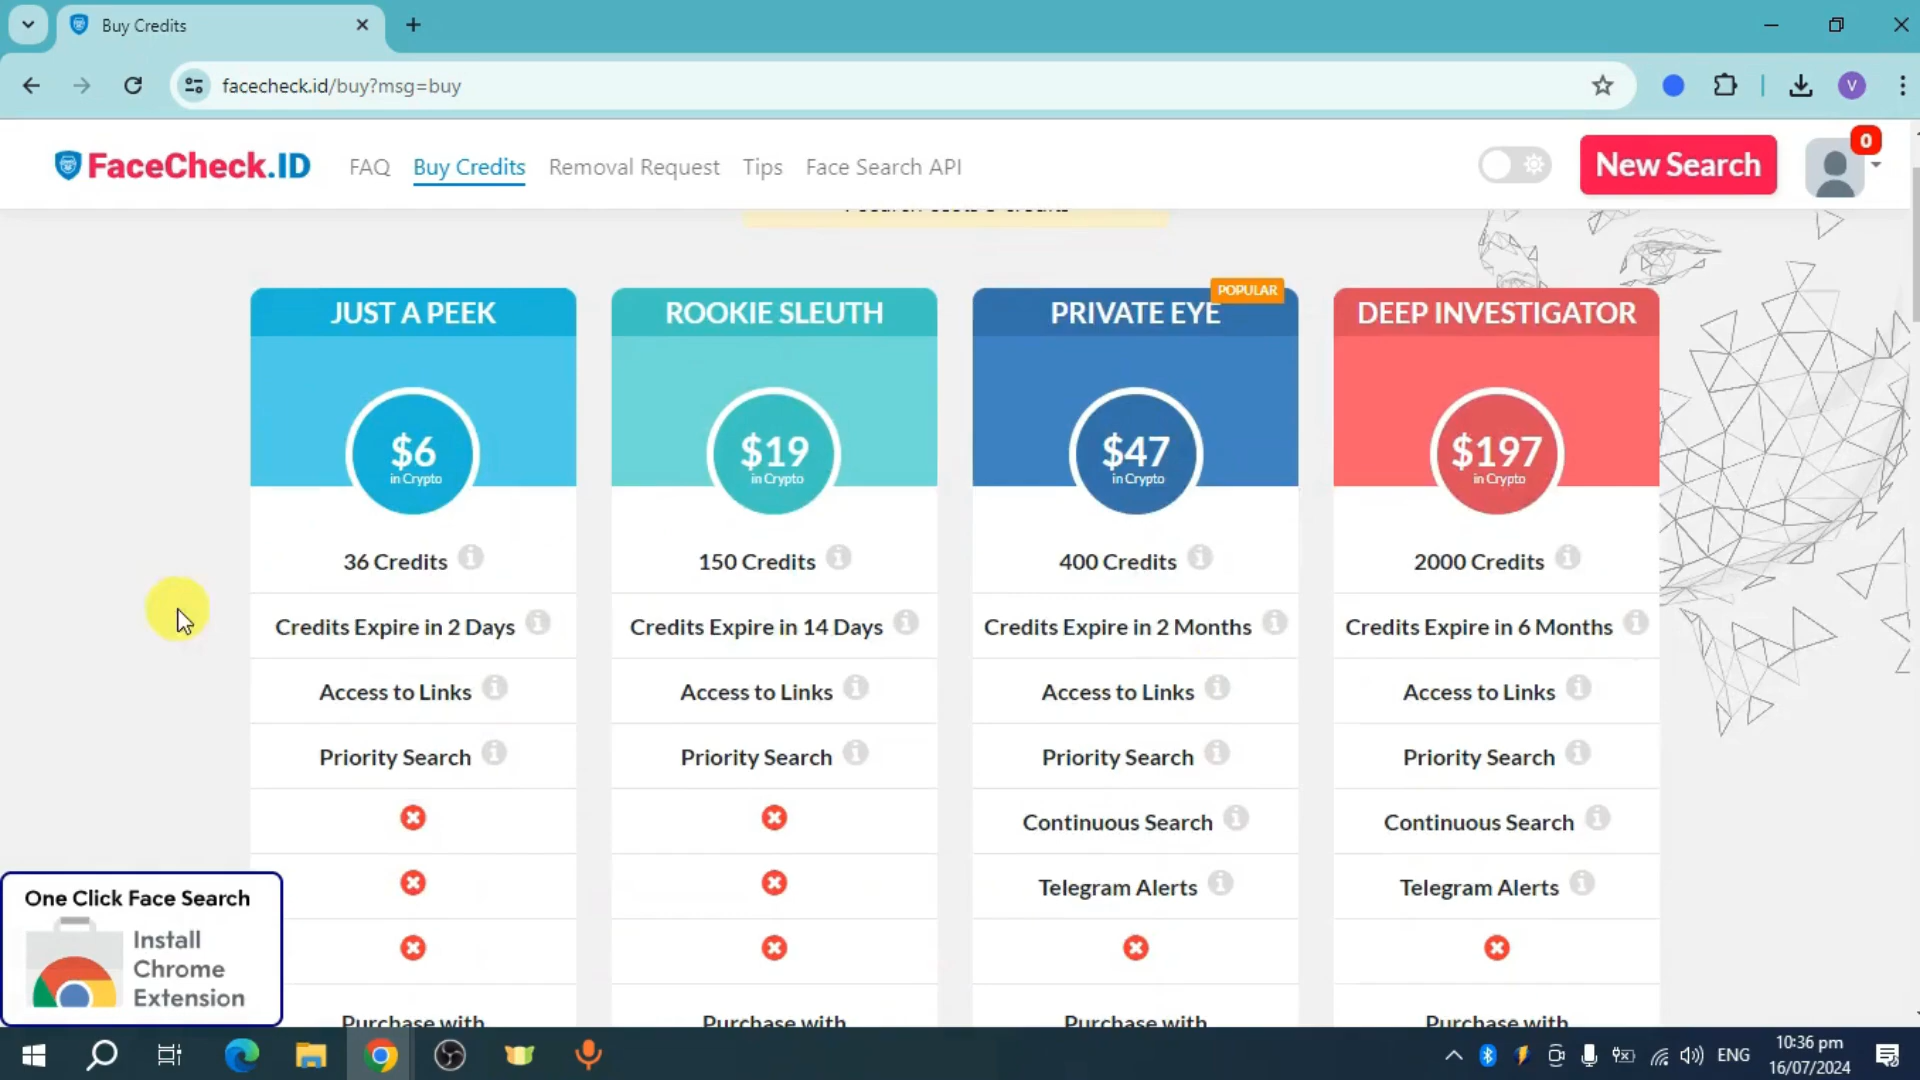 Buy Credits
facecheck.id/buy?msg=buy
V
FaceCheck.ID
FAQ
Buy Credits
Removal Request
Tips
Face Search API
New Search
0
JUST A PEEK
$6
in Crypto
36 Credits
Credits Expire in 2 Days
Access to Links
Priority Search
Purchase with
ROOKIE SLEUTH
$19
in Crypto
150 Credits
Credits Expire in 14 Days
Access to Links
Priority Search
Purchase with
POPULAR
PRIVATE EYE
$47
in Crypto
400 Credits
Credits Expire in 2 Months
Access to Links
Priority Search
Continuous Search
Telegram Alerts
Purchase with
DEEP INVESTIGATOR
$197
in Crypto
2000 Credits
Credits Expire in 6 Months
Access to Links
Priority Search
Continuous Search
Telegram Alerts
Purchase with
One Click Face Search
Install
Chrome
Extension
ENG
10:36 pm
16/07/2024